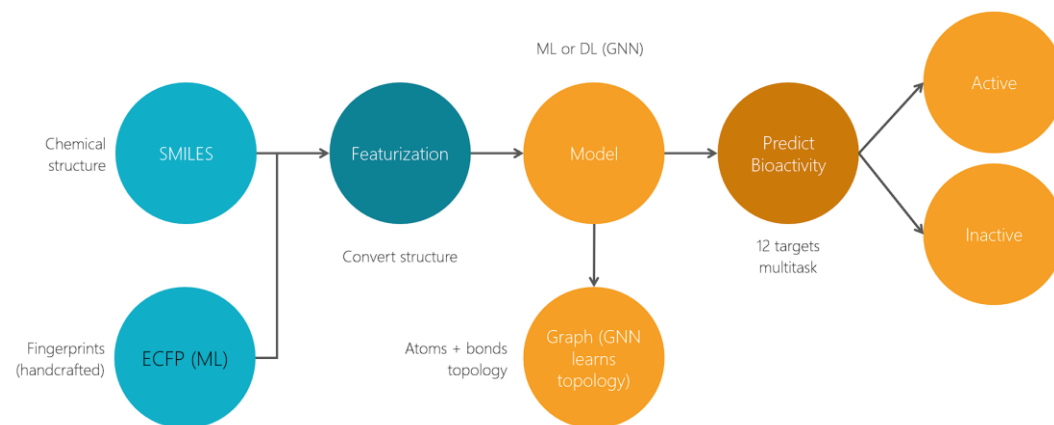 ML or DL (GNN)
Chemical
structure
SMILES
Featurization
Model
Predict
Bioactivity
Active
Inactive
Convert structure
12 targets
multitask
Fingerprints
(handcrafted)
ECFP (ML)
Atoms + bonds
topology
Graph (GNN
learns
topology)